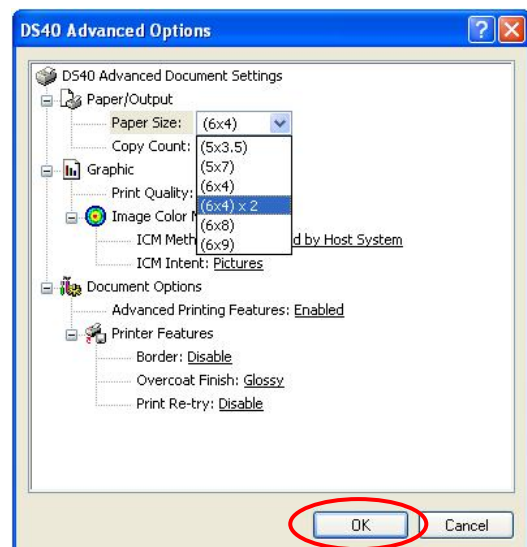 DS40 Advanced Options
DS40 Advanced Document Settings
Paper/Output
Paper Size: (6x4)
Copy Count:
(5x3.5)
(5x7)
(6x4)
(6x4) x 2
(6x8)
(6x9)
Graphic
Print Quality:
Image Color M
ICM Meth d by Host System
ICM Intent: Pictures
Document Options
Advanced Printing Features: Enabled
Printer Features
Border: Disable
Overcoat Finish: Glossy
Print Re-try: Disable
OK Cancel